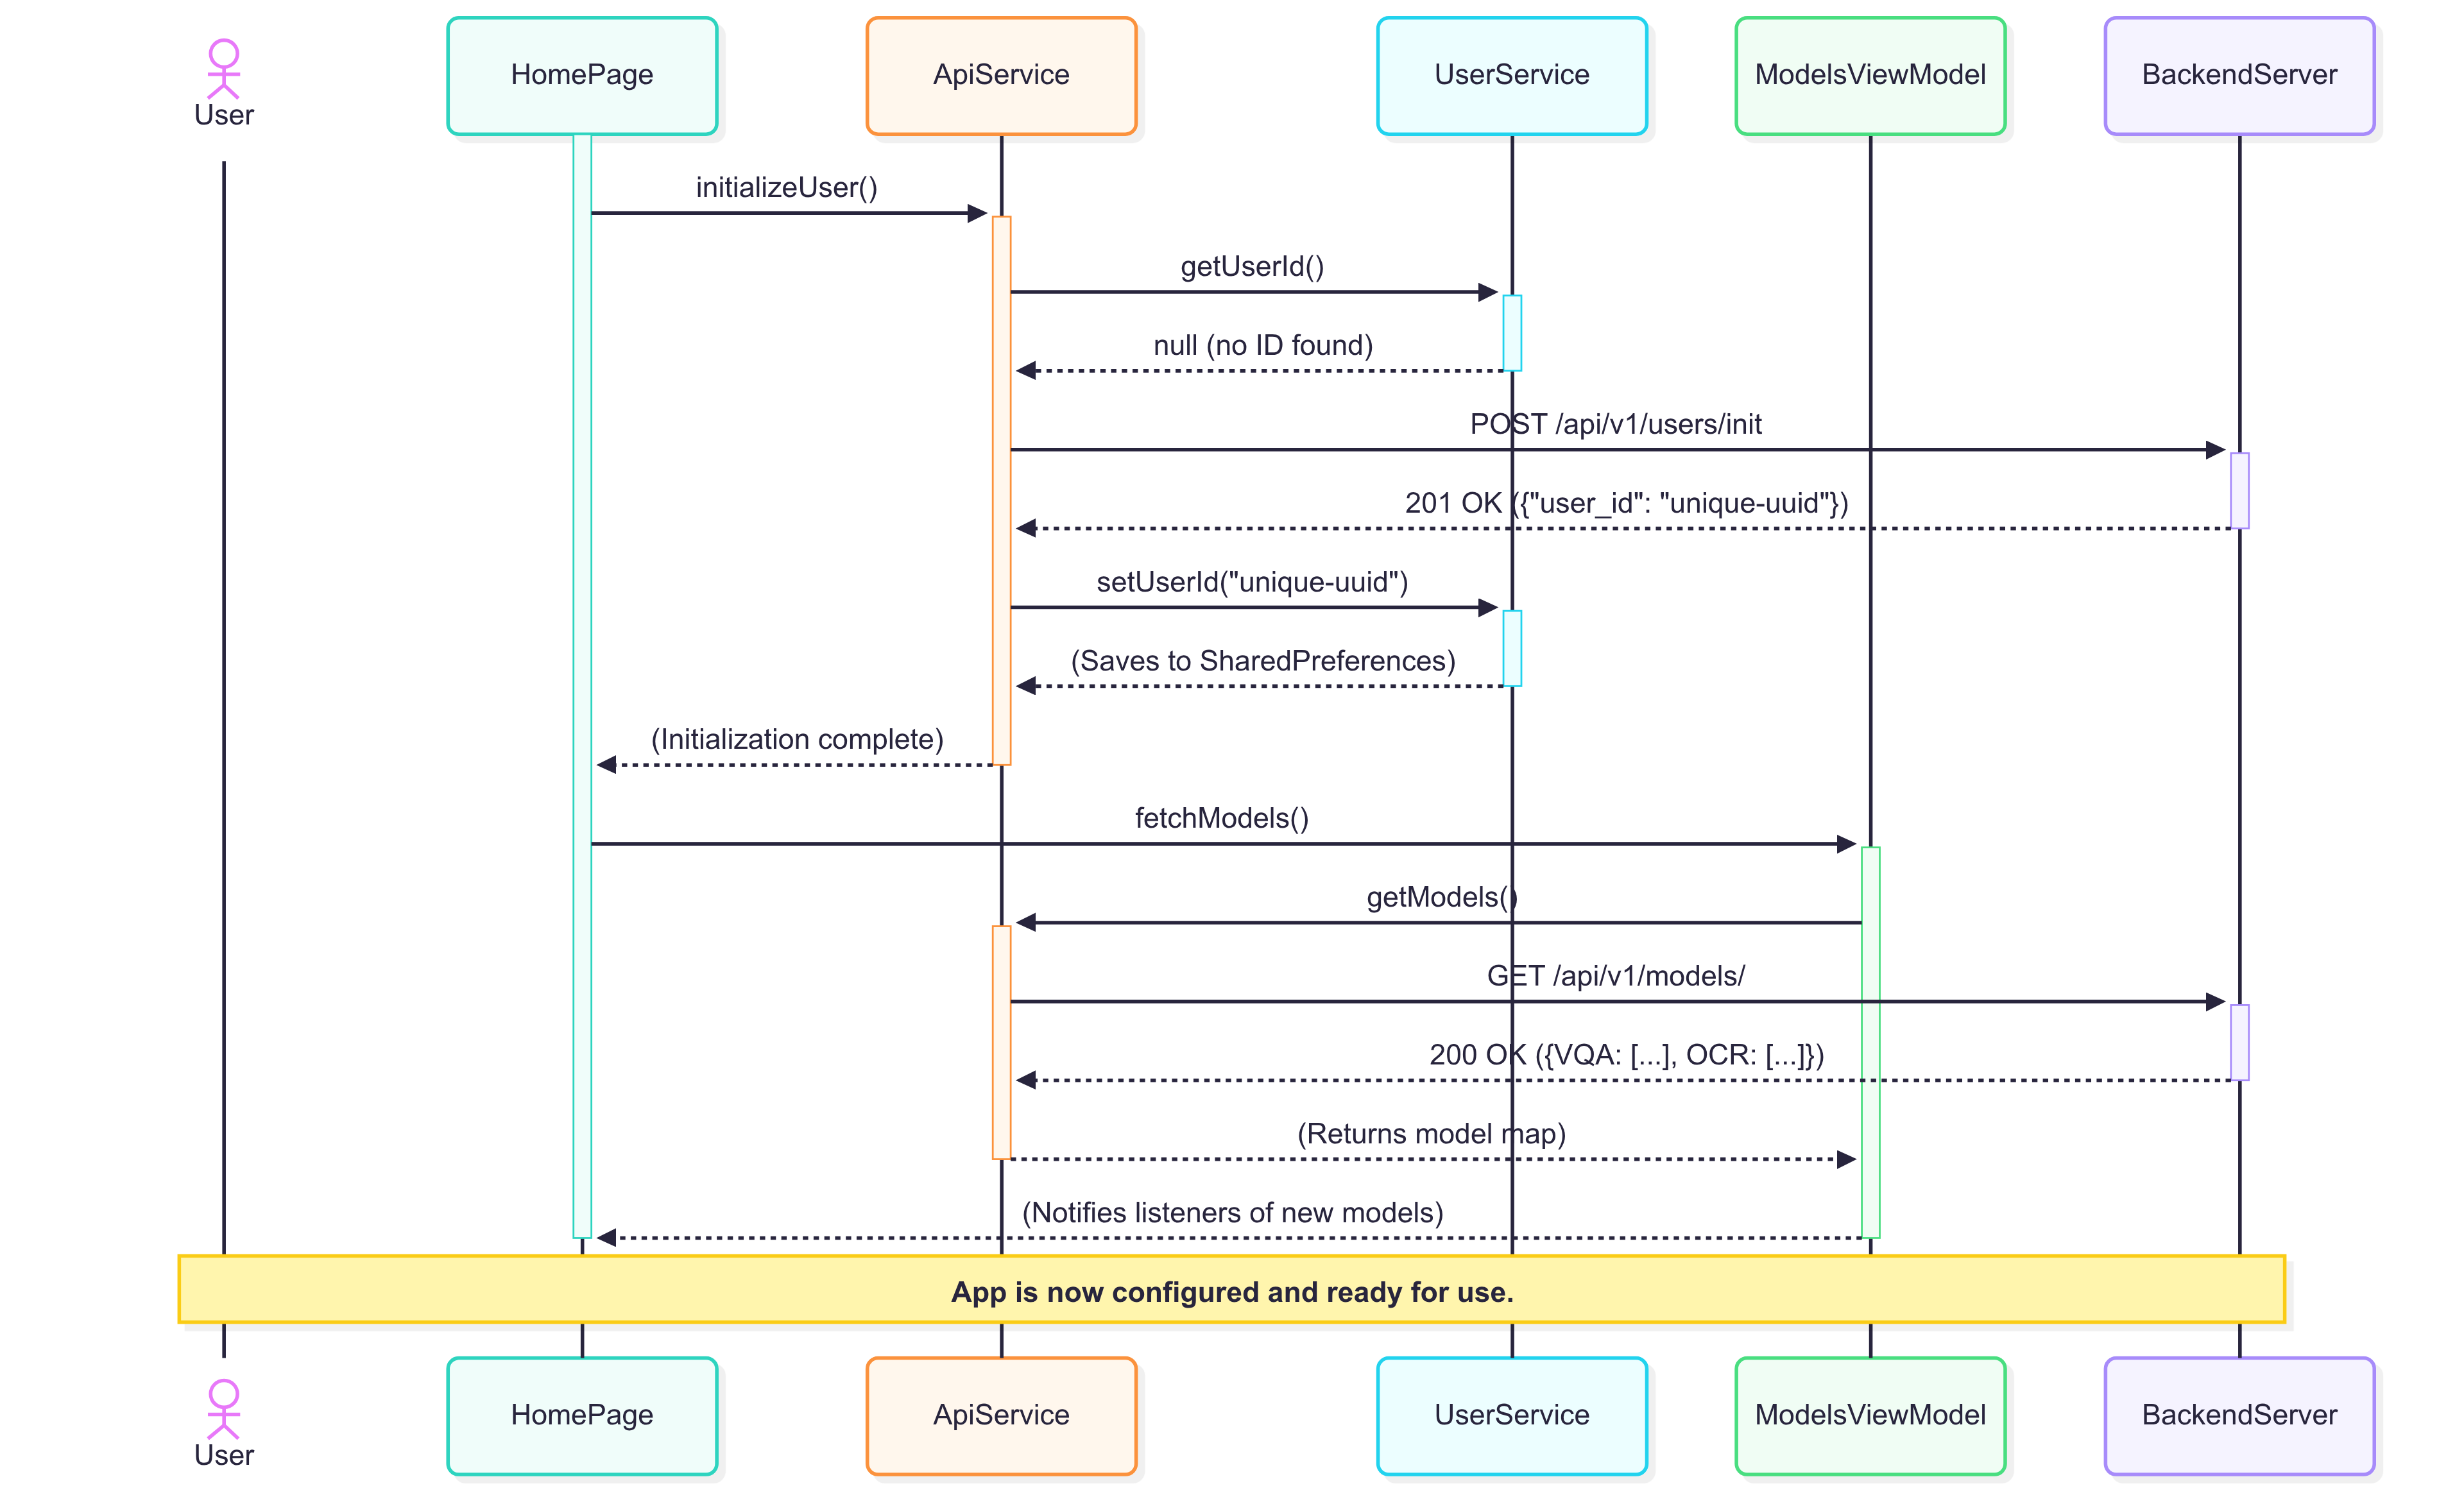 User
HomePage
ApiService
UserService
ModelsViewModel
BackendServer
initializeUser()
getUserId()
null (no ID found)
POST /api/v1/users/init
201 OK ({"user_id": "unique-uuid"})
setUserId("unique-uuid")
(Saves to SharedPreferences)
(Initialization complete)
fetchModels()
getModels()
GET /api/v1/models/
200 OK ({VQA: [...], OCR: [...]})
(Returns model map)
(Notifies listeners of new models)
App is now configured and ready for use.
User
HomePage
ApiService
UserService
ModelsViewModel
BackendServer